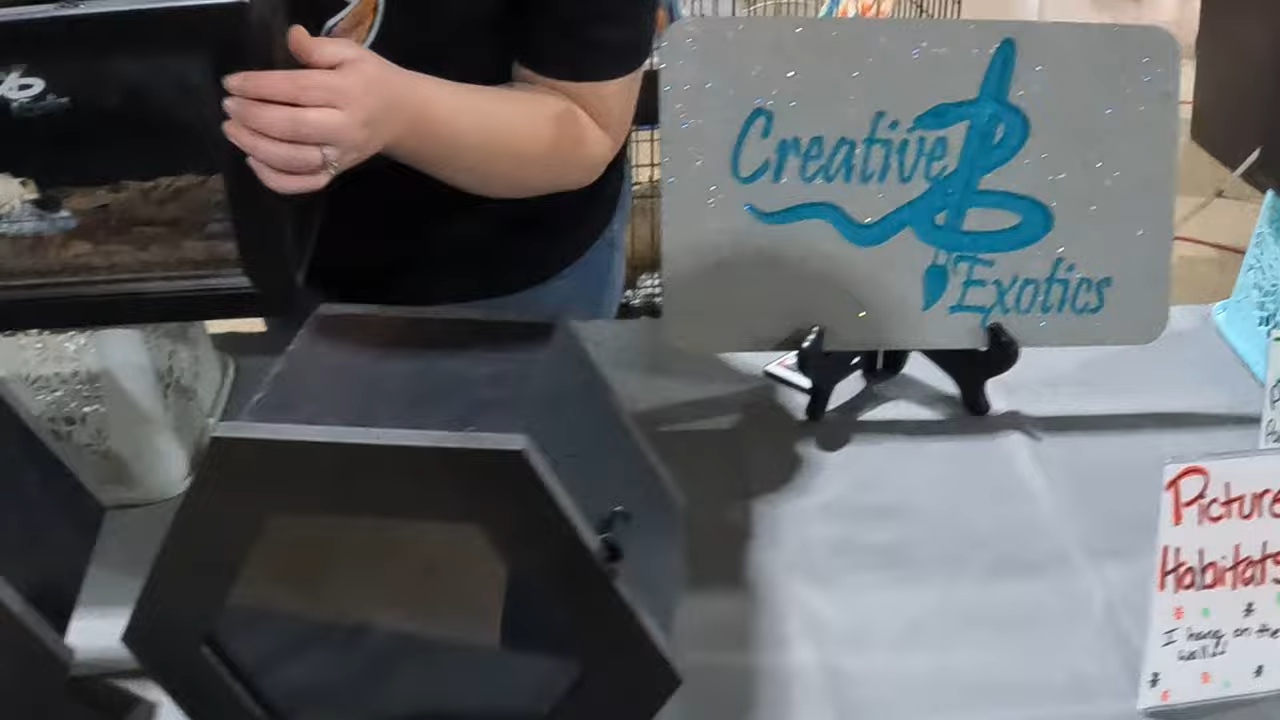 Creative
Exotics
Picture
Habitats
I hang on the
wall!!